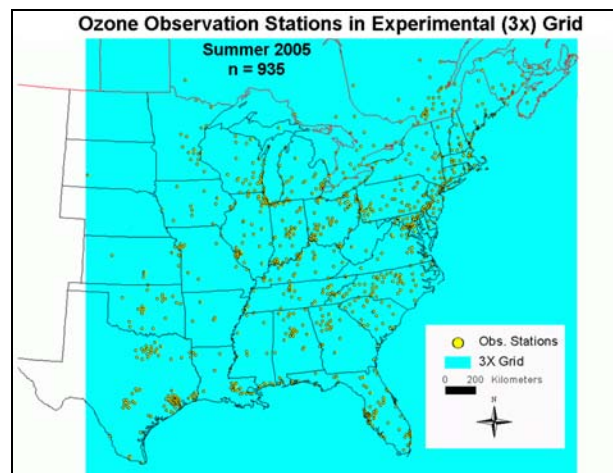 Ozone Observation Stations in Experimental (3x) Grid
Summer 2005
n = 935
Obs. Stations
3X Grid
0 200 Kilometers
N